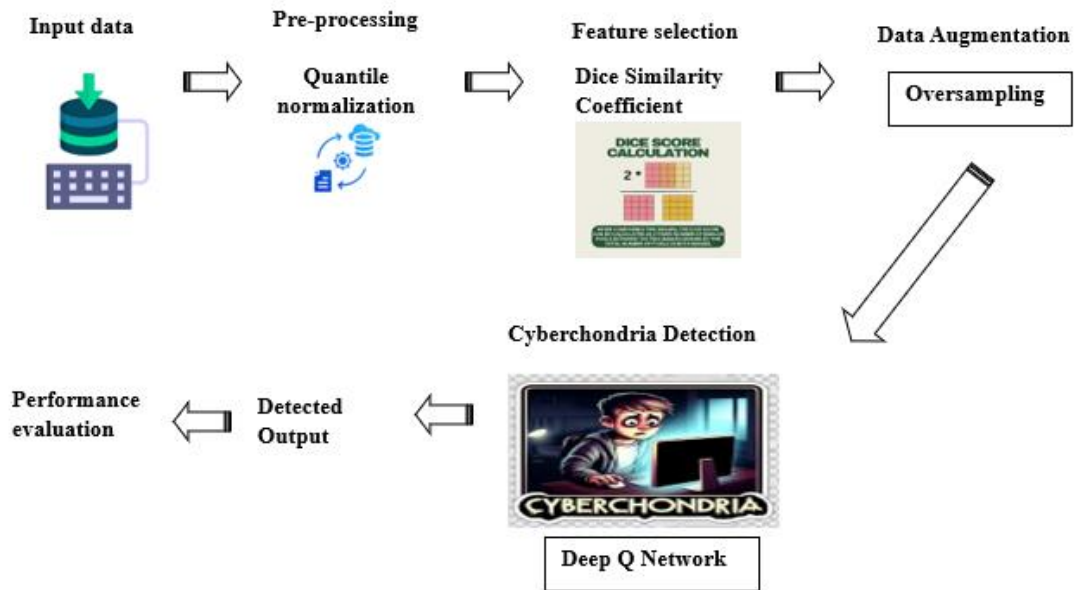 Input data
Pre-processing
Feature selection
Data Augmentation
Quantile
normalization
Dice Similarity
Coefficient
Oversampling
DICE SCORE
CALCULATION
2 *
Cyberchondria Detection
Performance
evaluation
Detected
Output
CYBERCHONDRIA
Deep Q Network